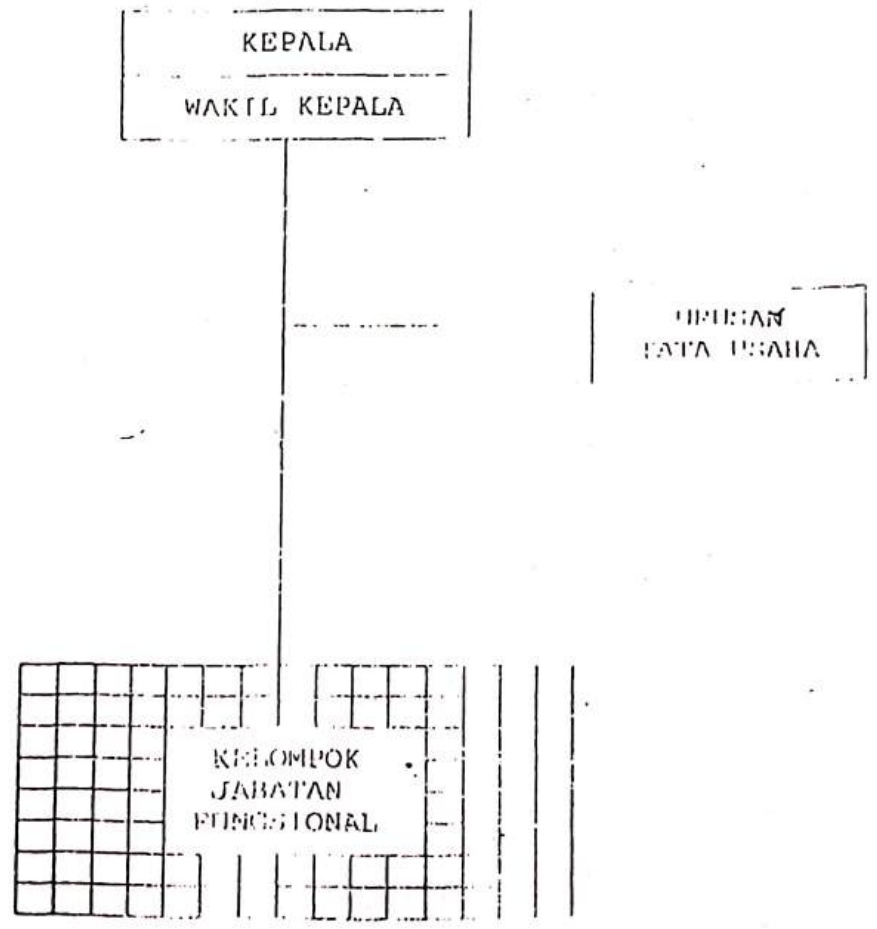 KEPALA
WAKIL KEPALA
URUSAN
TATA USAHA
KELOMPOK
JABATAN
FUNGSIONAL